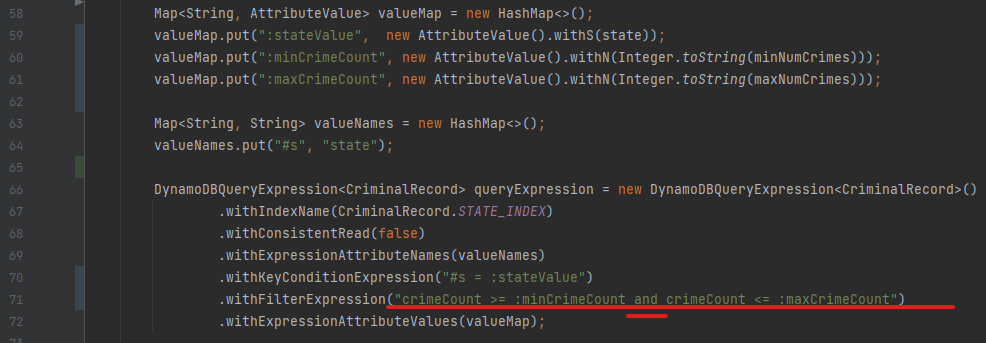 58 Map<String, AttributeValue> valueMap = new HashMap<>();
59 valueMap.put(":stateValue",  new AttributeValue().withS(state));
60 valueMap.put(":minCrimeCount", new AttributeValue().withN(Integer.toString(minNumCrimes)));
61 valueMap.put(":maxCrimeCount", new AttributeValue().withN(Integer.toString(maxNumCrimes)));
62
63 Map<String, String> valueNames = new HashMap<>();
64 valueNames.put("#s", "state");
65
66 DynamoDBQueryExpression<CriminalRecord> queryExpression = new DynamoDBQueryExpression<CriminalRecord>()
67 .withIndexName(CriminalRecord.STATE_INDEX)
68 .withConsistentRead(false)
69 .withExpressionAttributeNames(valueNames)
70 .withKeyConditionExpression("#s = :stateValue")
71 .withFilterExpression("crimeCount >= :minCrimeCount and crimeCount <= :maxCrimeCount")
72 .withExpressionAttributeValues(valueMap);
73